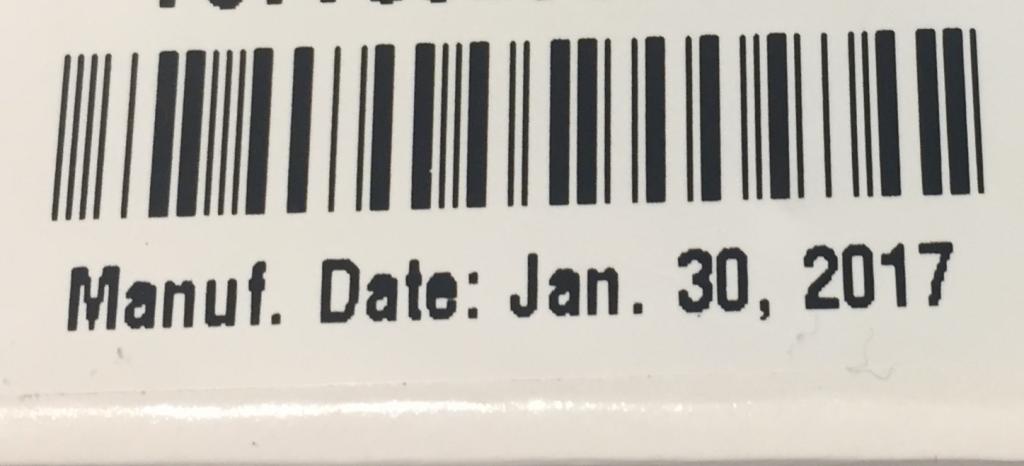 Manuf. Date: Jan. 30, 2017